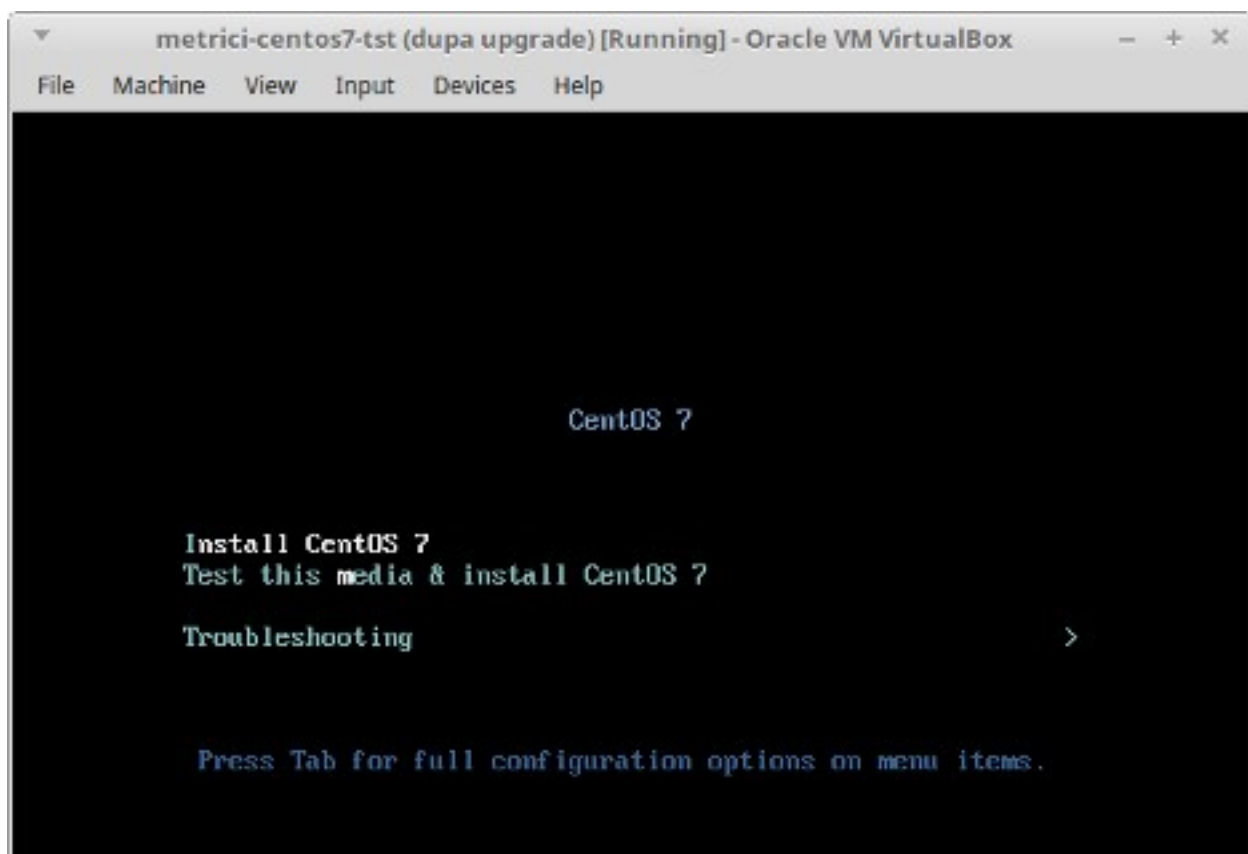 metrici-centos7-tst (dupa upgrade) [Running] - Oracle VM VirtualBox
File Machine View Input Devices Help
CentOS 7
Install CentOS 7
Test this media & install CentOS 7
Troubleshooting >
Press Tab for full configuration options on menu items.